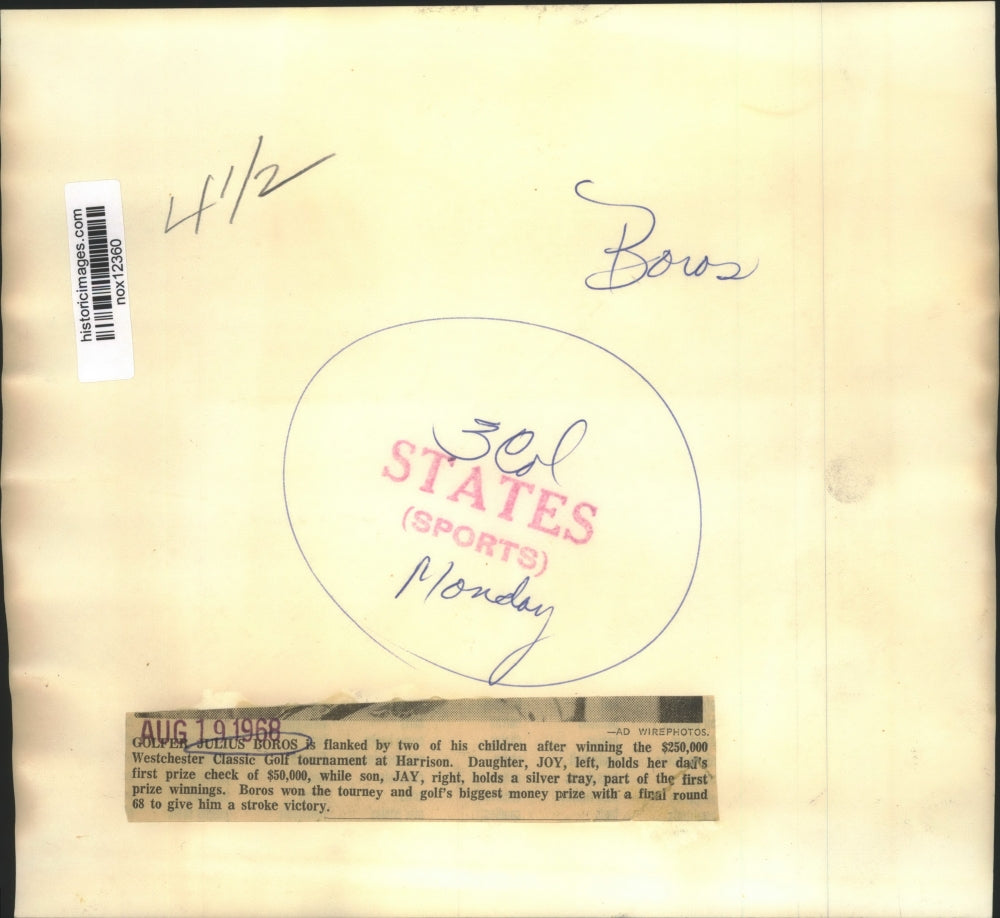 4 1/2
Boros
historicimages.com
nox12360
3 Col
STATES
(SPORTS)
Monday
AUG 19 1968
—AD WIREPHOTOS.
GOLFER JULIUS BOROS is flanked by two of his children after winning the $250,000
Westchester Classic Golf tournament at Harrison. Daughter, JOY, left, holds her dad's
first prize check of $50,000, while son, JAY, right, holds a silver tray, part of the first
prize winnings. Boros won the tourney and golf's biggest money prize with a final round
68 to give him a stroke victory.